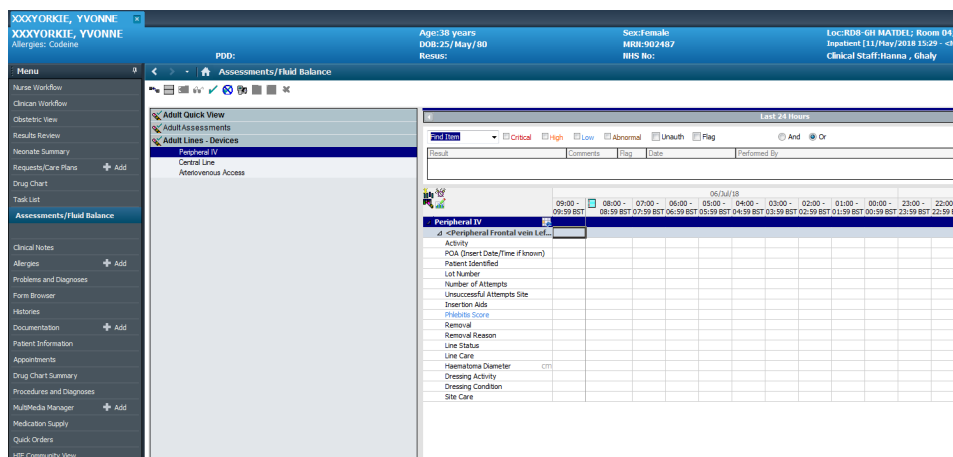 XXXYORKIE, YVONNE
XXXYORKIE, YVONNE
Allergies: Codeine
PDD:
Age:38 years
DOB:25/May/80
Resus:
Sex:Female
MRN:902487
NHS No:
Loc:RD8-GH MATDEL; Room 04;
Inpatient [11/May/2018 15:29 - <
Clinical Staff:Hanna , Ghaly
Menu
Assessments/Fluid Balance
Nurse Workflow
Clinican Workflow
Obstetric View
Results Review
Neonate Summary
Requests/Care Plans Add
Drug Chart
Task List
Assessments/Fluid Balance
Clinical Notes
Allergies Add
Problems and Diagnoses
Form Browser
Histories
Documentation Add
Patient Information
Appointments
Drug Chart Summary
Procedures and Diagnoses
MultiMedia Manager Add
Medication Supply
Quick Orders
HIE Community View
Adult Quick View
Adult Assessments
Adult Lines - Devices
Peripheral IV
Central Line
Arteriovenous Access
Last 24 Hours
Find Item Critical High Low Abnormal Unauth Flag And Or
Result Comments Flag Date Performed By
06/Jul/18
09:00 - 08:00 - 07:00 - 06:00 - 05:00 - 04:00 - 03:00 - 02:00 - 01:00 - 00:00 - 23:00 - 22:00
09:59 BST 08:59 BST 07:59 BST 06:59 BST 05:59 BST 04:59 BST 03:59 BST 02:59 BST 01:59 BST 00:59 BST 23:59 BST 22:59
Peripheral IV
<Peripheral Frontal vein Lef...
Activity
POA (Insert Date/Time if known)
Patient Identified
Lot Number
Number of Attempts
Unsuccessful Attempts Site
Insertion Aids
Phlebitis Score
Removal
Removal Reason
Line Status
Line Care
Haematoma Diameter cm
Dressing Activity
Dressing Condition
Site Care